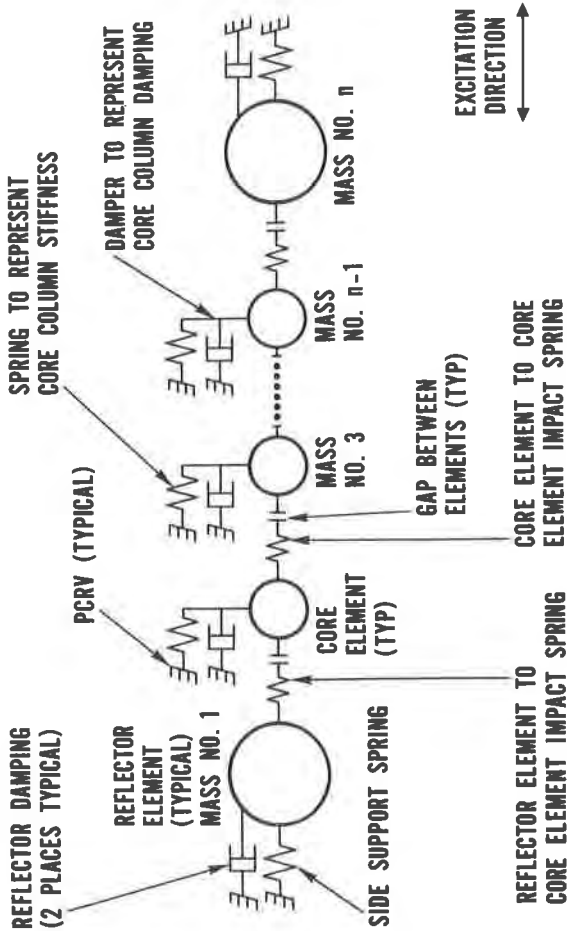 REFLECTOR DAMPING
(2 PLACES TYPICAL)
REFLECTOR
ELEMENT
(TYPICAL)
MASS NO. 1
SIDE SUPPORT SPRING
PCRV (TYPICAL)
CORE
ELEMENT
(TYP)
REFLECTOR ELEMENT TO
CORE ELEMENT IMPACT SPRING
SPRING TO REPRESENT
CORE COLUMN STIFFNESS
MASS
NO. 3
GAP BETWEEN
ELEMENTS (TYP)
CORE ELEMENT TO CORE
ELEMENT IMPACT SPRING
DAMPER TO REPRESENT
CORE COLUMN DAMPING
MASS
NO. n-1
MASS NO. n
EXCITATION
DIRECTION